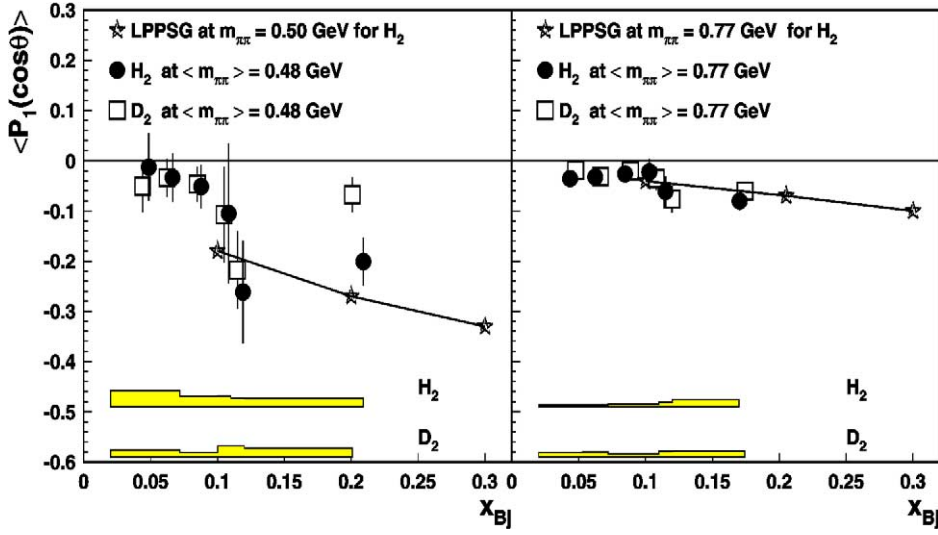 <P₁(cosθ)>
0.3
0.2
0.1
0
-0.1
-0.2
-0.3
-0.4
-0.5
-0.6
LPPSG at m_ππ = 0.50 GeV for H₂
H₂ at < m_ππ > = 0.48 GeV
D₂ at < m_ππ > = 0.48 GeV
H₂
D₂
0 0.05 0.1 0.15 0.2 0.25 0.3
x_Bj
LPPSG at m_ππ = 0.77 GeV for H₂
H₂ at < m_ππ > = 0.77 GeV
D₂ at < m_ππ > = 0.77 GeV
H₂
D₂
0 0.05 0.1 0.15 0.2 0.25 0.3
x_Bj